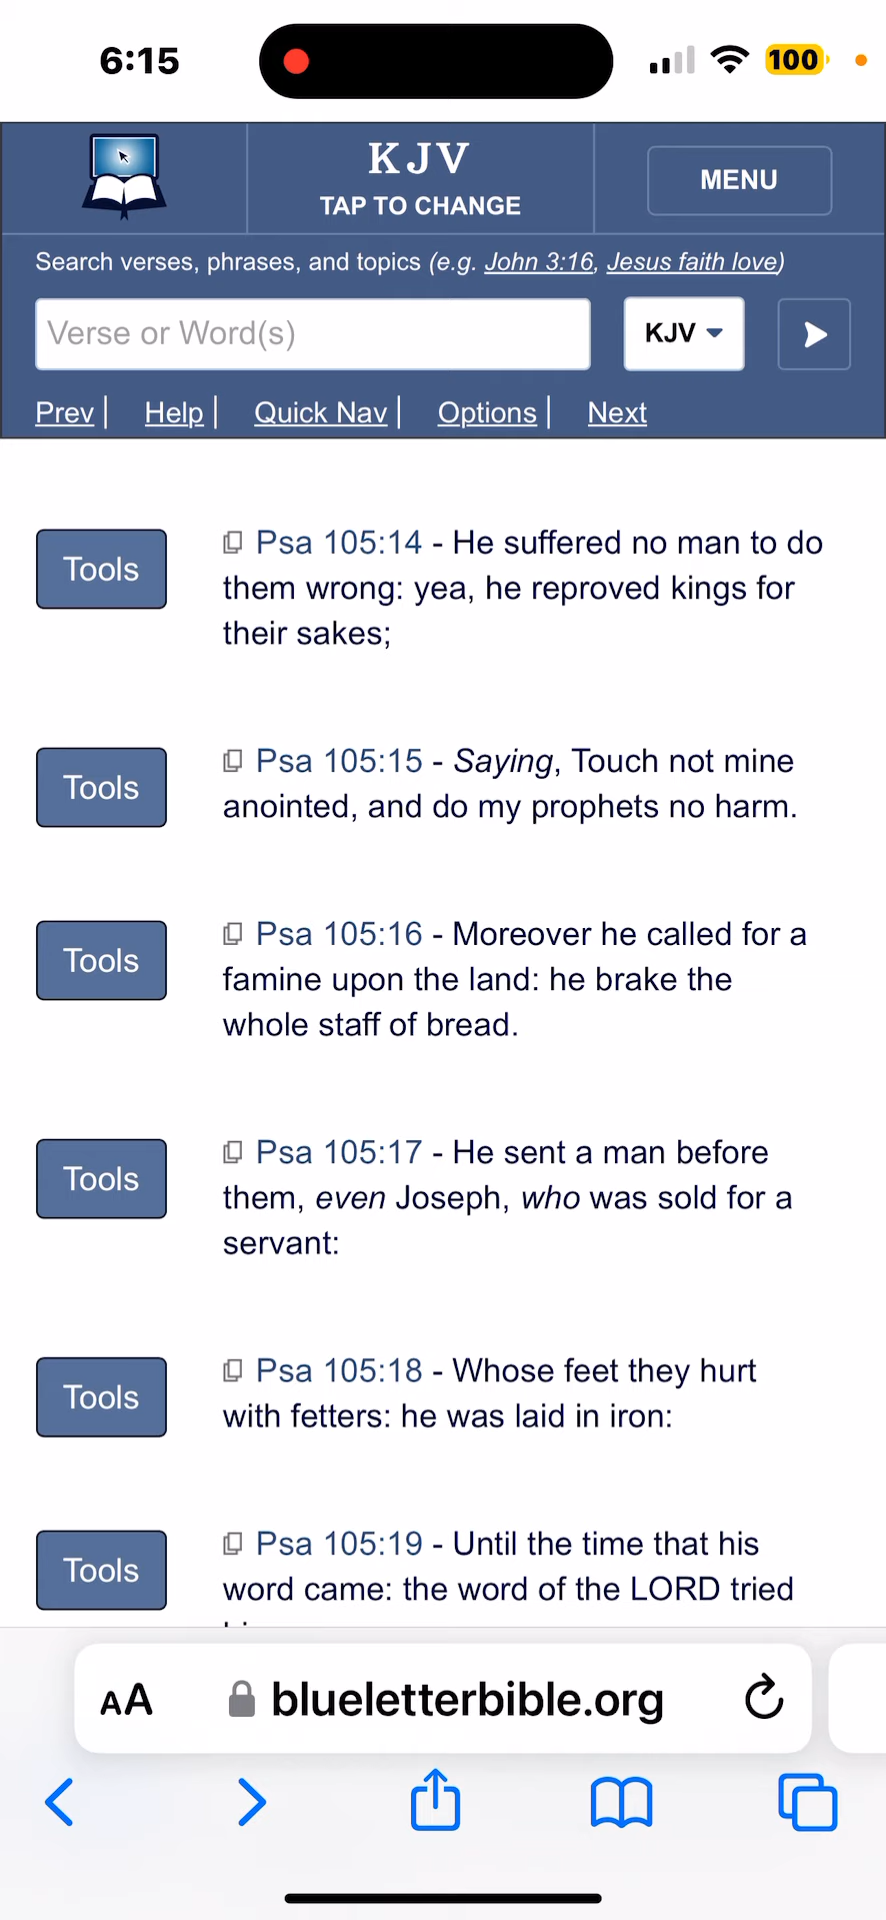 6:15
100
KJV
TAP TO CHANGE
MENU
Search verses, phrases, and topics (e.g. John 3:16, Jesus faith love)
Verse or Word(s)
KJV
Prev | Help | Quick Nav | Options | Next
Tools
Psa 105:14 - He suffered no man to do
them wrong: yea, he reproved kings for
their sakes;
Tools
Psa 105:15 - Saying, Touch not mine
anointed, and do my prophets no harm.
Tools
Psa 105:16 - Moreover he called for a
famine upon the land: he brake the
whole staff of bread.
Tools
Psa 105:17 - He sent a man before
them, even Joseph, who was sold for a
servant:
Tools
Psa 105:18 - Whose feet they hurt
with fetters: he was laid in iron:
Tools
Psa 105:19 - Until the time that his
word came: the word of the LORD tried
AA
blueletterbible.org